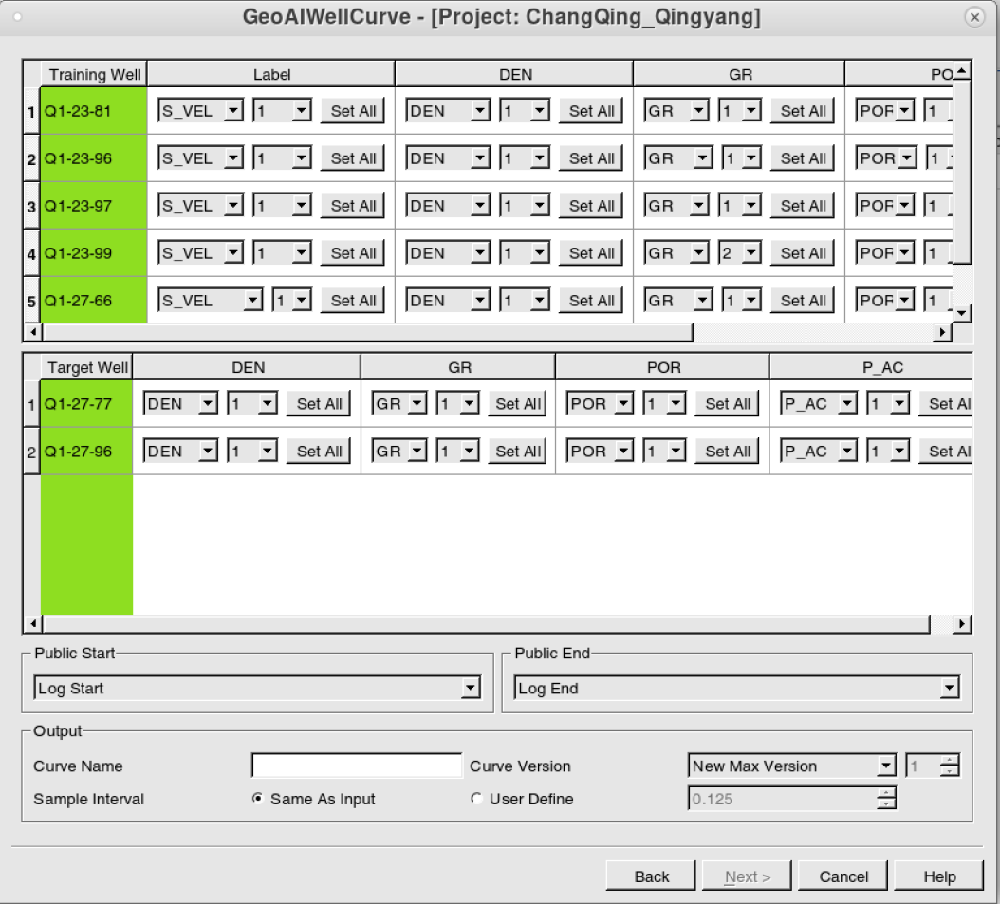 GeoAIWellCurve - [Project: ChangQing_Qingyang]
Training Well Label DEN GR PO
1 Q1-23-81 S_VEL 1 Set All DEN 1 Set All GR 1 Set All POR 1
2 Q1-23-96 S_VEL 1 Set All DEN 1 Set All GR 1 Set All POR 1
3 Q1-23-97 S_VEL 1 Set All DEN 1 Set All GR 1 Set All POR 1
4 Q1-23-99 S_VEL 1 Set All DEN 1 Set All GR 2 Set All POR 1
5 Q1-27-66 S_VEL 1 Set All DEN 1 Set All GR 1 Set All POR 1
Target Well DEN GR POR P_AC
1 Q1-27-77 DEN 1 Set All GR 1 Set All POR 1 Set All P_AC 1 Set Al
2 Q1-27-96 DEN 1 Set All GR 1 Set All POR 1 Set All P_AC 1 Set Al
Public Start Public End
Log Start Log End
Output
Curve Name Curve Version New Max Version 1
Sample Interval Same As Input User Define 0.125
Back Next > Cancel Help